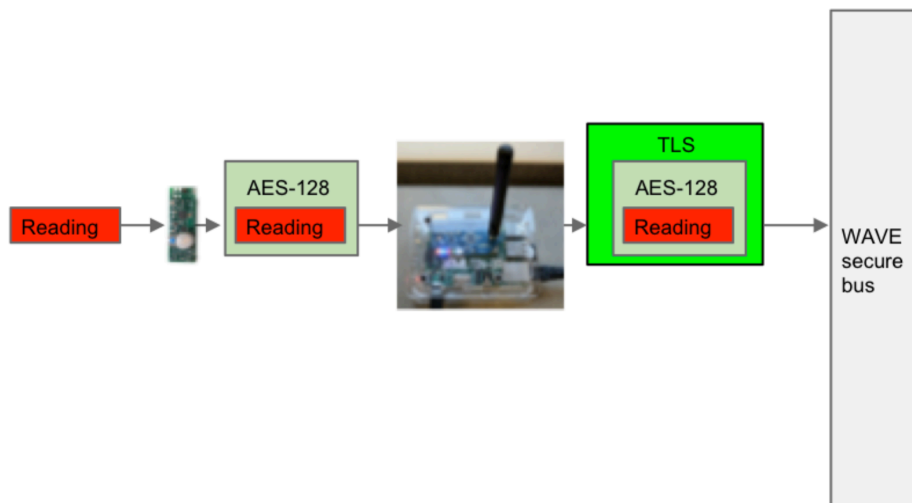 Reading
AES-128
Reading
TLS
AES-128
Reading
WAVE
secure
bus